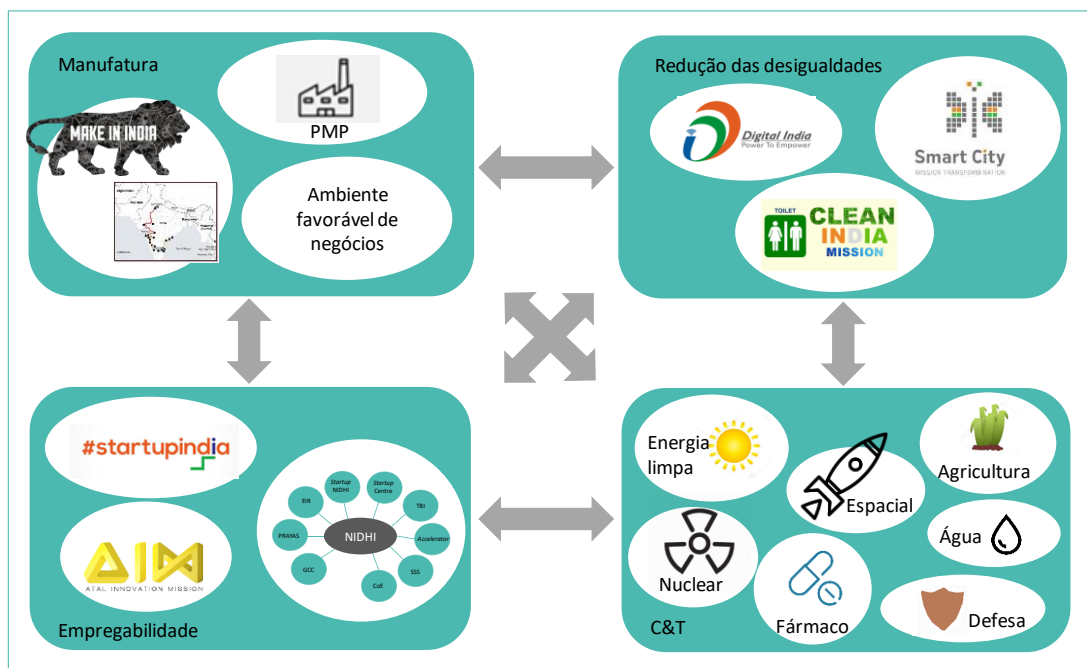 Manufatura
MAKE IN INDIA
PMP
Ambiente
favorável de
negócios
Redução das desigualdades
Digital India
Power To Empower
Smart City
MISSION TRANSFORMATION
TOILET
CLEAN
INDIA
MISSION
#startupindia
AIM
ATAL INNOVATION MISSION
Startup
NIDHI
Startup
Centre
EIR
TBI
PRAYAS
NIDHI
Accelerator
GCC
SSS
CoE
Empregabilidade
Energia
limpa
Espacial
Agricultura
Água
Nuclear
Fármaco
Defesa
C&T